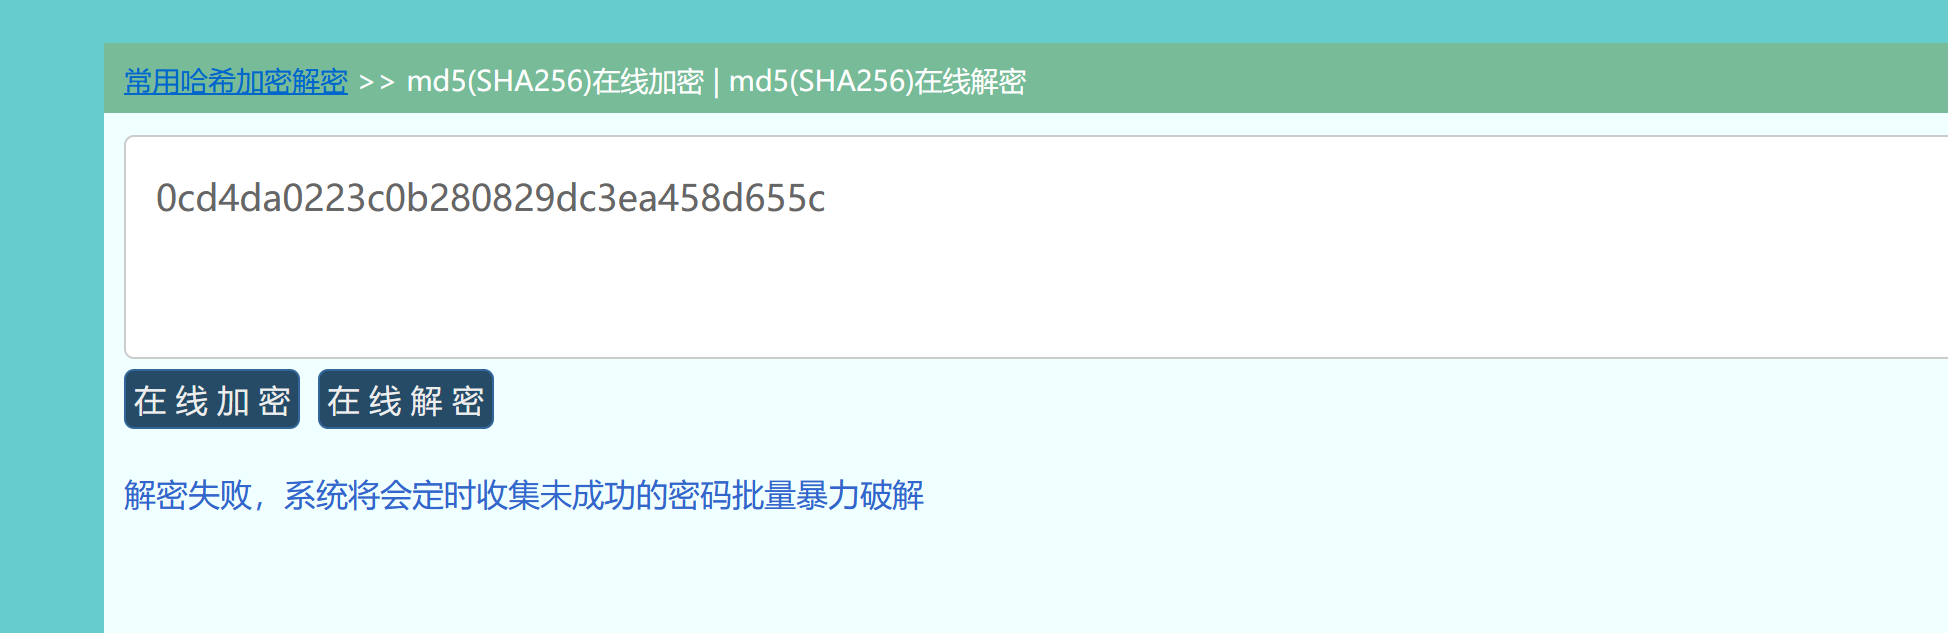 常用哈希加密解密 >> md5(SHA256)在线加密 | md5(SHA256)在线解密
0cd4da0223c0b280829dc3ea458d655c
在线加密 在线解密
解密失败，系统将会定时收集未成功的密码批量暴力破解